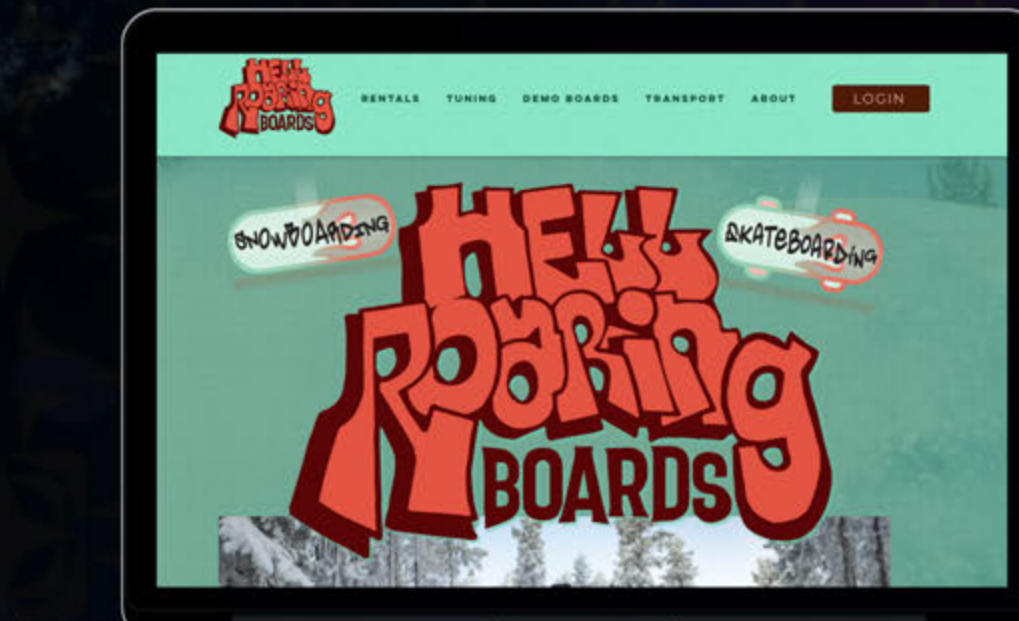 HELL
ROARING
BOARDS
RENTALS TUNING DEMO BOARDS TRANSPORT ABOUT LOGIN
SNOWBOARDING
SKATEBOARDING
HELL
ROARING
BOARDS